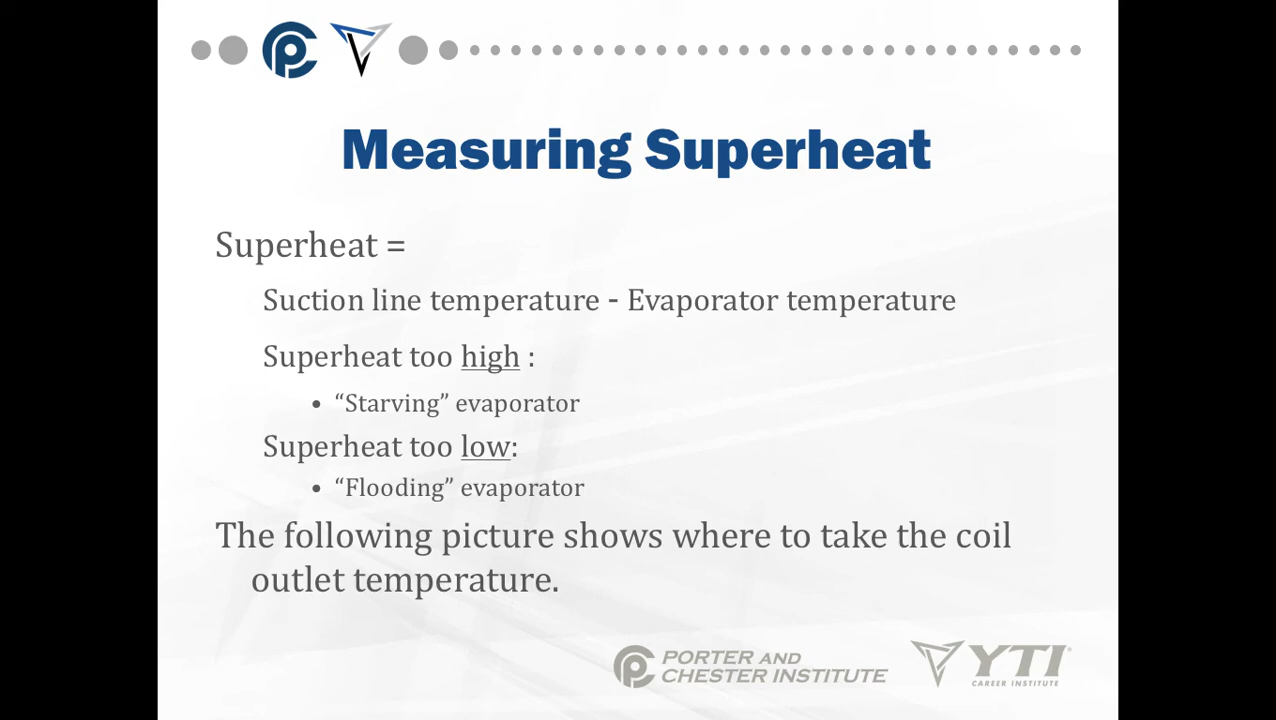 Measuring Superheat
Superheat =
Suction line temperature - Evaporator temperature
Superheat too high :
• “Starving” evaporator
Superheat too low:
• “Flooding” evaporator
The following picture shows where to take the coil
outlet temperature.
PORTER AND
CHESTER INSTITUTE
YTI®
CAREER INSTITUTE